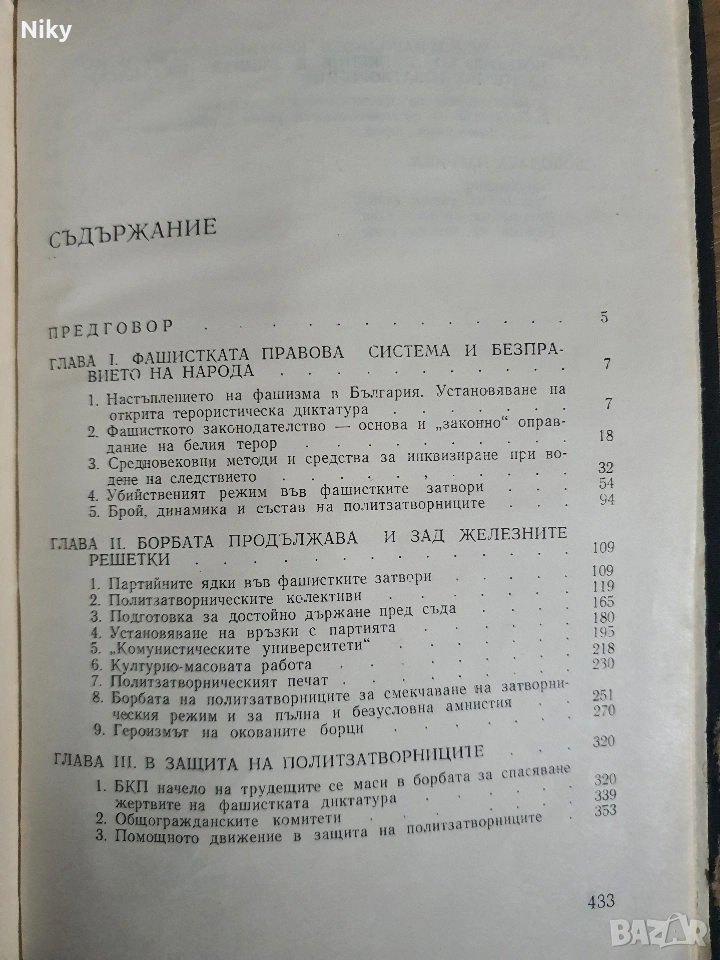 Niky
СЪДЪРЖАНИЕ
ПРЕДГОВОР . . . . . . . . . . . . . 5
ГЛАВА I. ФАШИСТКАТА ПРАВОВА СИСТЕМА И БЕЗПРА-
ВИЕТО НА НАРОДА . . . . . . . . . . 7
1. Настъплението на фашизма в България. Установяване на
открита терористическа диктатура . . . . . . 7
2. Фашисткото законодателство — основа и „законно“ оправ-
дание на белия терор . . . . . . . . . 18
3. Средновековни методи и средства за инквизиране при во-
дене на следствието . . . . . . . . . 32
4. Убийственият режим във фашистките затвори . . . 54
5. Брой, динамика и състав на политзатворниците . . . 94
ГЛАВА II. БОРБАТА ПРОДЪЛЖАВА И ЗАД ЖЕЛЕЗНИТЕ
РЕШЕТКИ . . . . . . . . . . . . 109
1. Партийните ядки във фашистките затвори . . . . 109
2. Политзатворническите колективи . . . . . . 119
3. Подготовка за достойно държане пред съда . . . . 165
4. Установяване на връзки с партията . . . . . 180
5. „Комунистическите университети“ . . . . . . 195
6. Културно-масовата работа . . . . . . . . 218
7. Политзатворническият печат . . . . . . . 230
8. Борбата на политзатворниците за смекчаване на затворни-
ческия режим и за пълна и безусловна амнистия . . . 251
9. Героизмът на окованите борци . . . . . . 270
ГЛАВА III. В ЗАЩИТА НА ПОЛИТЗАТВОРНИЦИТЕ . . . 320
1. БКП начело на трудещите се маси в борбата за спасяване
жертвите на фашистката диктатура . . . . . 320
2. Общограждански комитети . . . . . . . 339
3. Помощното движение в защита на политзатворниците . 353
433
BAZAR